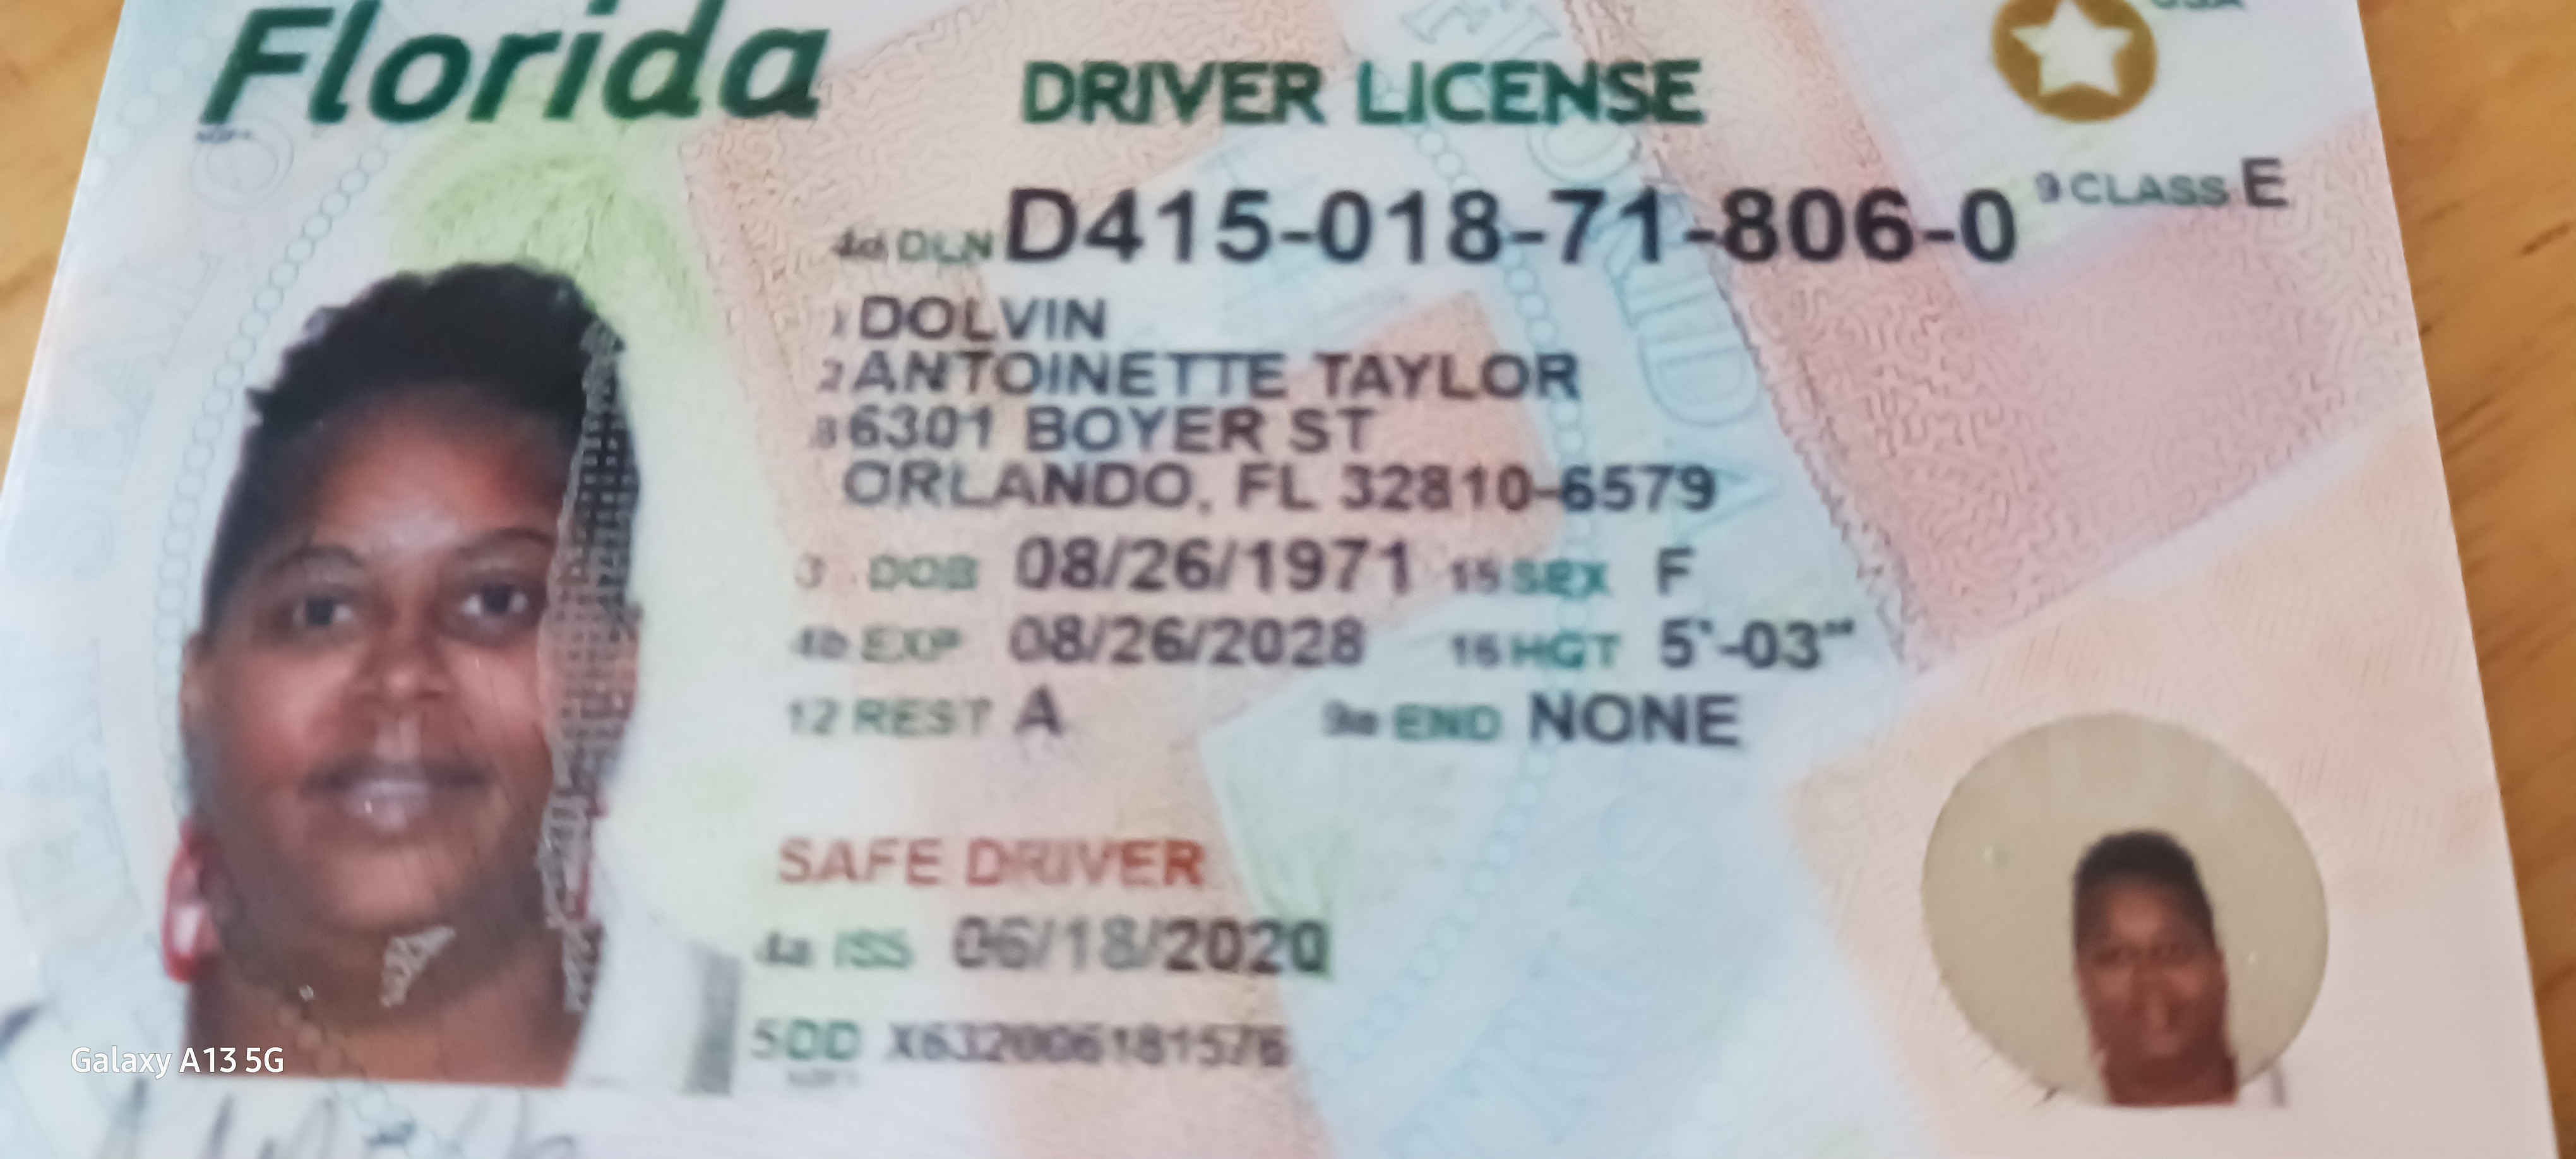 Florida
DRIVER LICENSE
USA
4d DLN D415-018-71-806-0 9 CLASS E
1 DOLVIN
2 ANTOINETTE TAYLOR
8 6301 BOYER ST
ORLANDO, FL 32810-6579
3 DOB 08/26/1971 15 SEX F
4b EXP 08/26/2028 16 HGT 5'-03"
12 REST A 9a END NONE
SAFE DRIVER
4a ISS 06/18/2020
5 DD X632006181576
Galaxy A13 5G